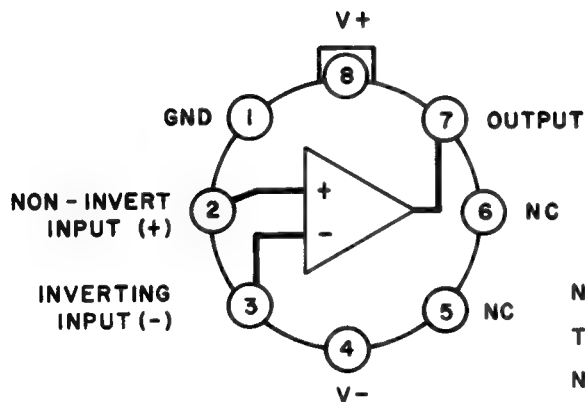 V+
8
GND 1
7 OUTPUT
NON-INVERT
INPUT (+)
2
+
-
6 NC
INVERTING
INPUT (-)
3
5 NC
4
V-
N
T
N